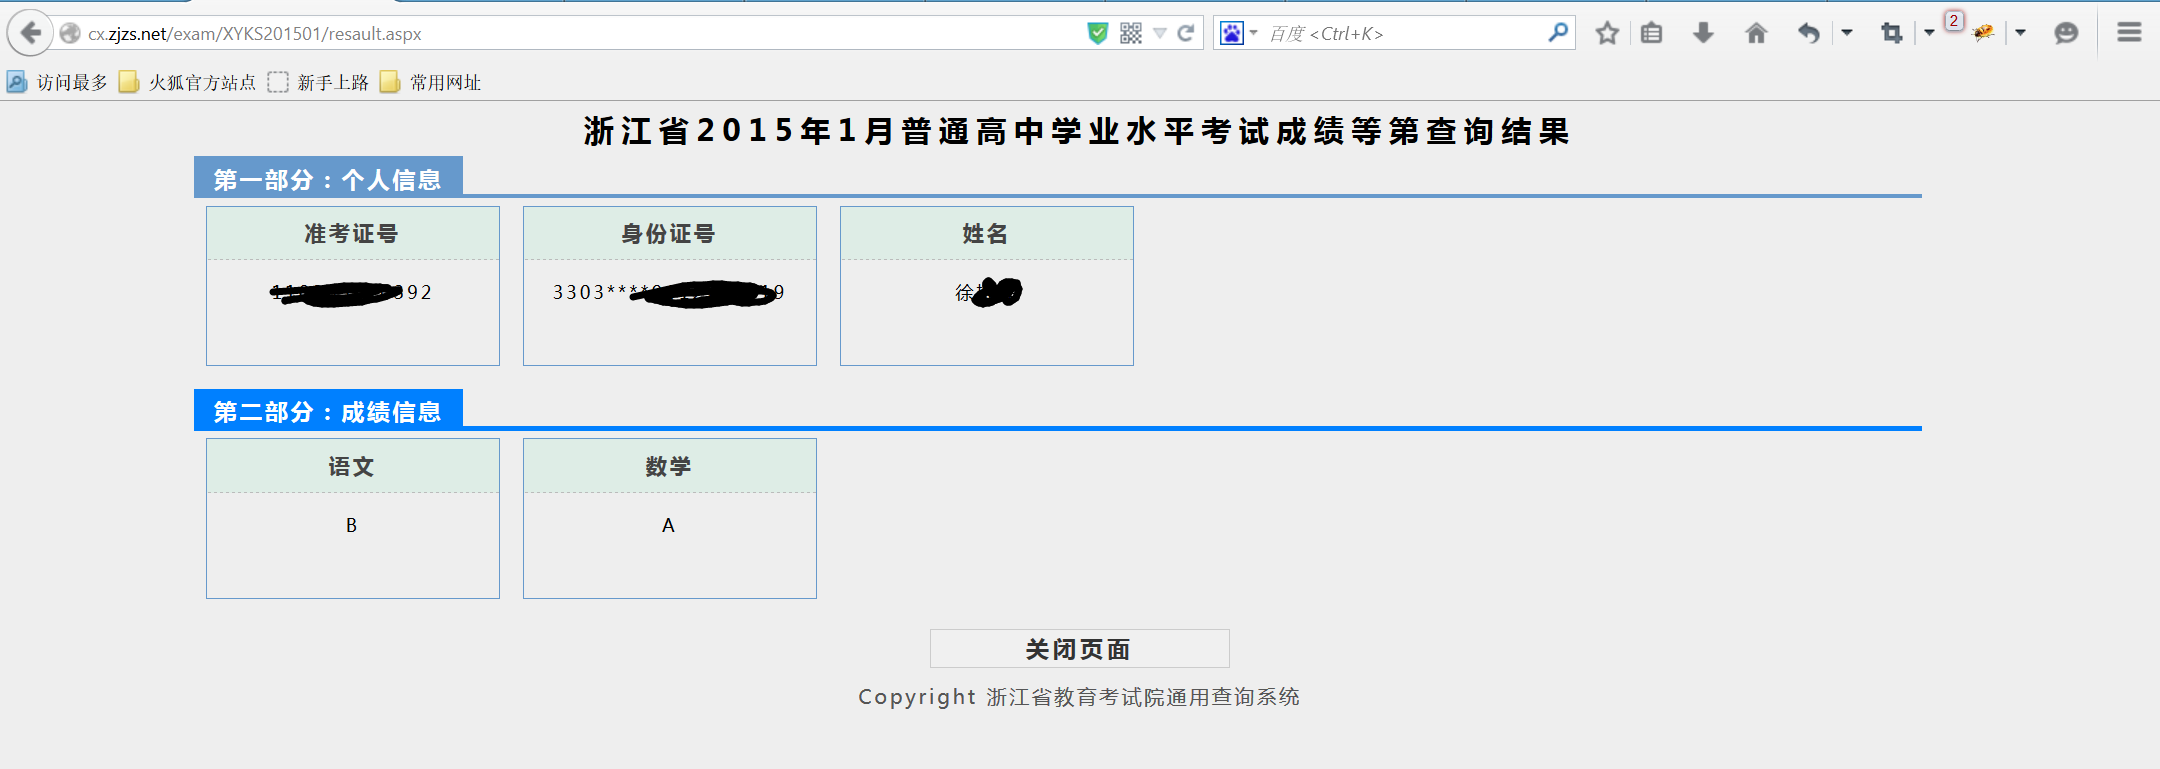 cx.zjzs.net/exam/XYKS201501/resault.aspx
百度 <Ctrl+K>
2
访问最多 火狐官方站点 新手上路 常用网址
浙江省2015年1月普通高中学业水平考试成绩等第查询结果
第一部分：个人信息
准考证号 身份证号 姓名
392 3303**** 19 徐
第二部分：成绩信息
语文 数学
B A
关闭页面
Copyright 浙江省教育考试院通用查询系统